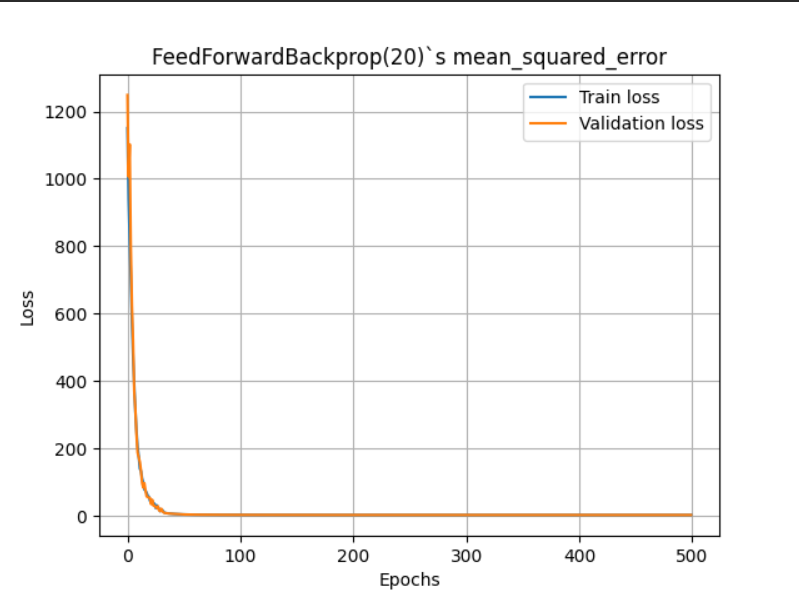 FeedForwardBackprop(20)`s mean_squared_error
Train loss
Validation loss
1200
1000
800
600
400
200
0
Loss
0 100 200 300 400 500
Epochs